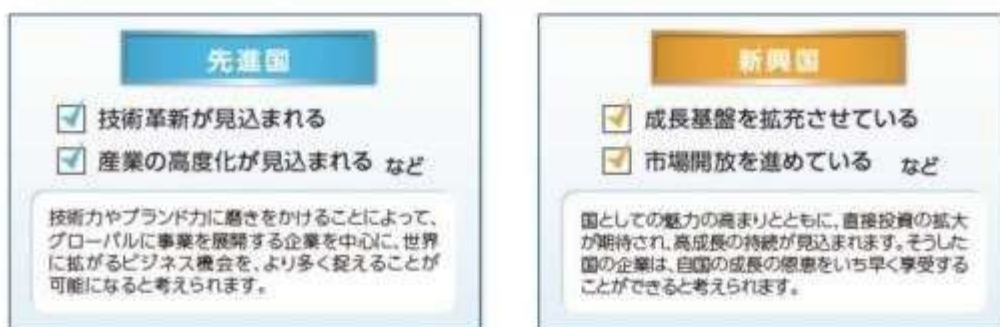 先進国
技術革新が見込まれる
産業の高度化が見込まれる など
技術力やブランド力に磨きをかけることによって、
グローバルに事業を展開する企業を中心に、世界
に拡がるビジネス機会を、より多く捉えることが
可能になると考えられます。
新興国
成長基盤を拡充させている
市場開放を進めている など
国としての魅力の高まりとともに、直接投資の拡大
が期待され、高成長の持続が見込まれます。そうした
国の企業は、自国の成長の恩恵をいち早く享受する
ことができると考えられます。